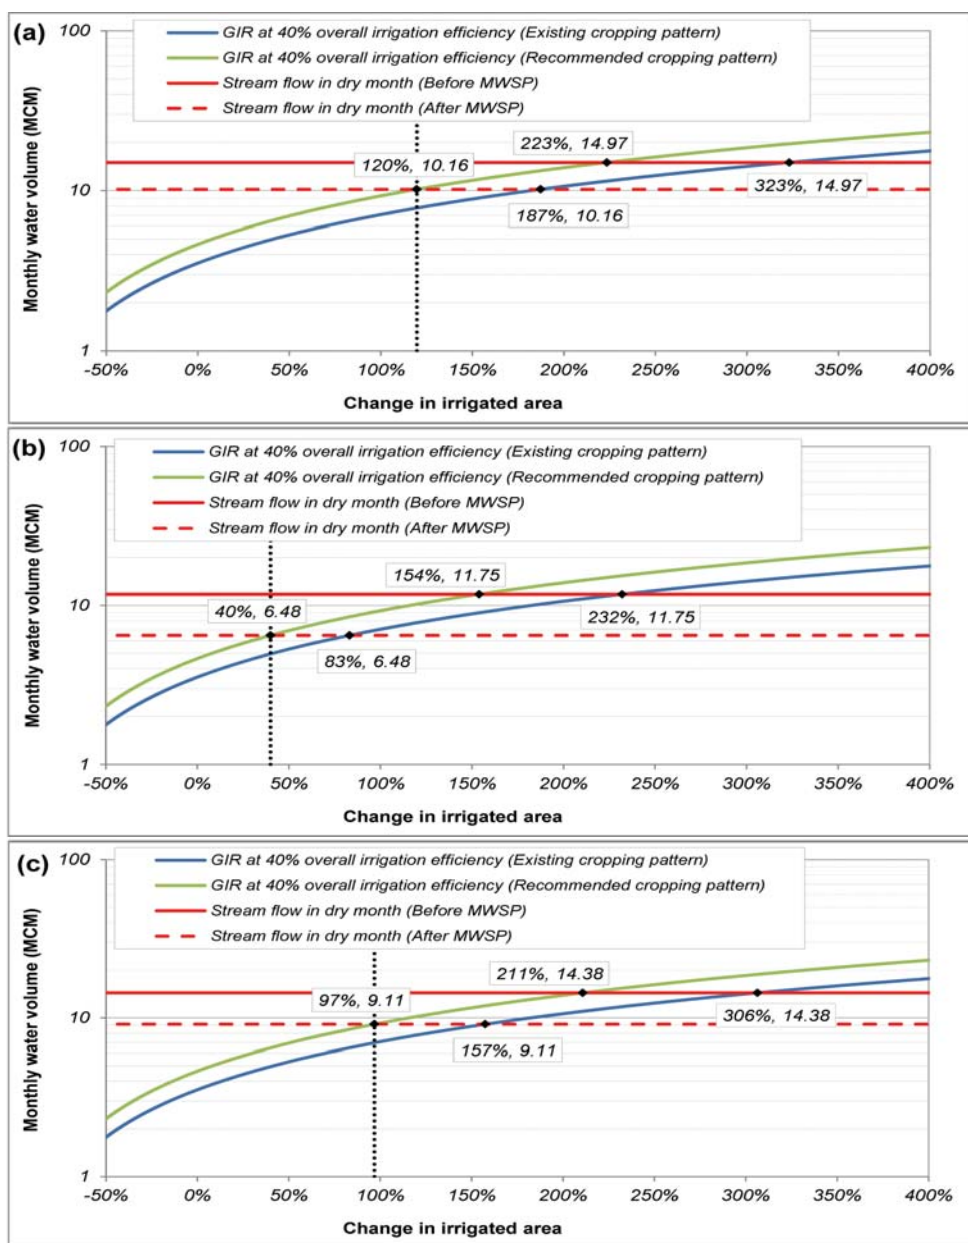 (a)
100
GIR at 40% overall irrigation efficiency (Existing cropping pattern)
GIR at 40% overall irrigation efficiency (Recommended cropping pattern)
Stream flow in dry month (Before MWSP)
Stream flow in dry month (After MWSP)
Monthly water volume (MCM)
223%, 14.97
120%, 10.16
10
323%, 14.97
187%, 10.16
1
-50% 0% 50% 100% 150% 200% 250% 300% 350% 400%
Change in irrigated area
(b)
100
GIR at 40% overall irrigation efficiency (Existing cropping pattern)
GIR at 40% overall irrigation efficiency (Recommended cropping pattern)
Stream flow in dry month (Before MWSP)
Stream flow in dry month (After MWSP)
Monthly water volume (MCM)
154%, 11.75
10
40%, 6.48
232%, 11.75
83%, 6.48
1
-50% 0% 50% 100% 150% 200% 250% 300% 350% 400%
Change in irrigated area
(c)
100
GIR at 40% overall irrigation efficiency (Existing cropping pattern)
GIR at 40% overall irrigation efficiency (Recommended cropping pattern)
Stream flow in dry month (Before MWSP)
Stream flow in dry month (After MWSP)
Monthly water volume (MCM)
211%, 14.38
97%, 9.11
10
306%, 14.38
157%, 9.11
1
-50% 0% 50% 100% 150% 200% 250% 300% 350% 400%
Change in irrigated area